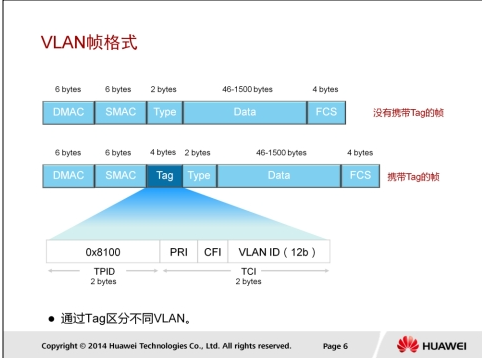 VLAN帧格式
6 bytes 6 bytes 2 bytes 46-1500 bytes 4 bytes
DMAC SMAC Type Data FCS 没有携带Tag的帧
6 bytes 6 bytes 4 bytes 2 bytes 46-1500 bytes 4 bytes
DMAC SMAC Tag Type Data FCS 携带Tag的帧
0x8100 PRI CFI VLAN ID（12b）
TPID TCI
2 bytes 2 bytes
● 通过Tag区分不同VLAN。
Copyright © 2014 Huawei Technologies Co., Ltd. All rights reserved. Page 6 HUAWEI